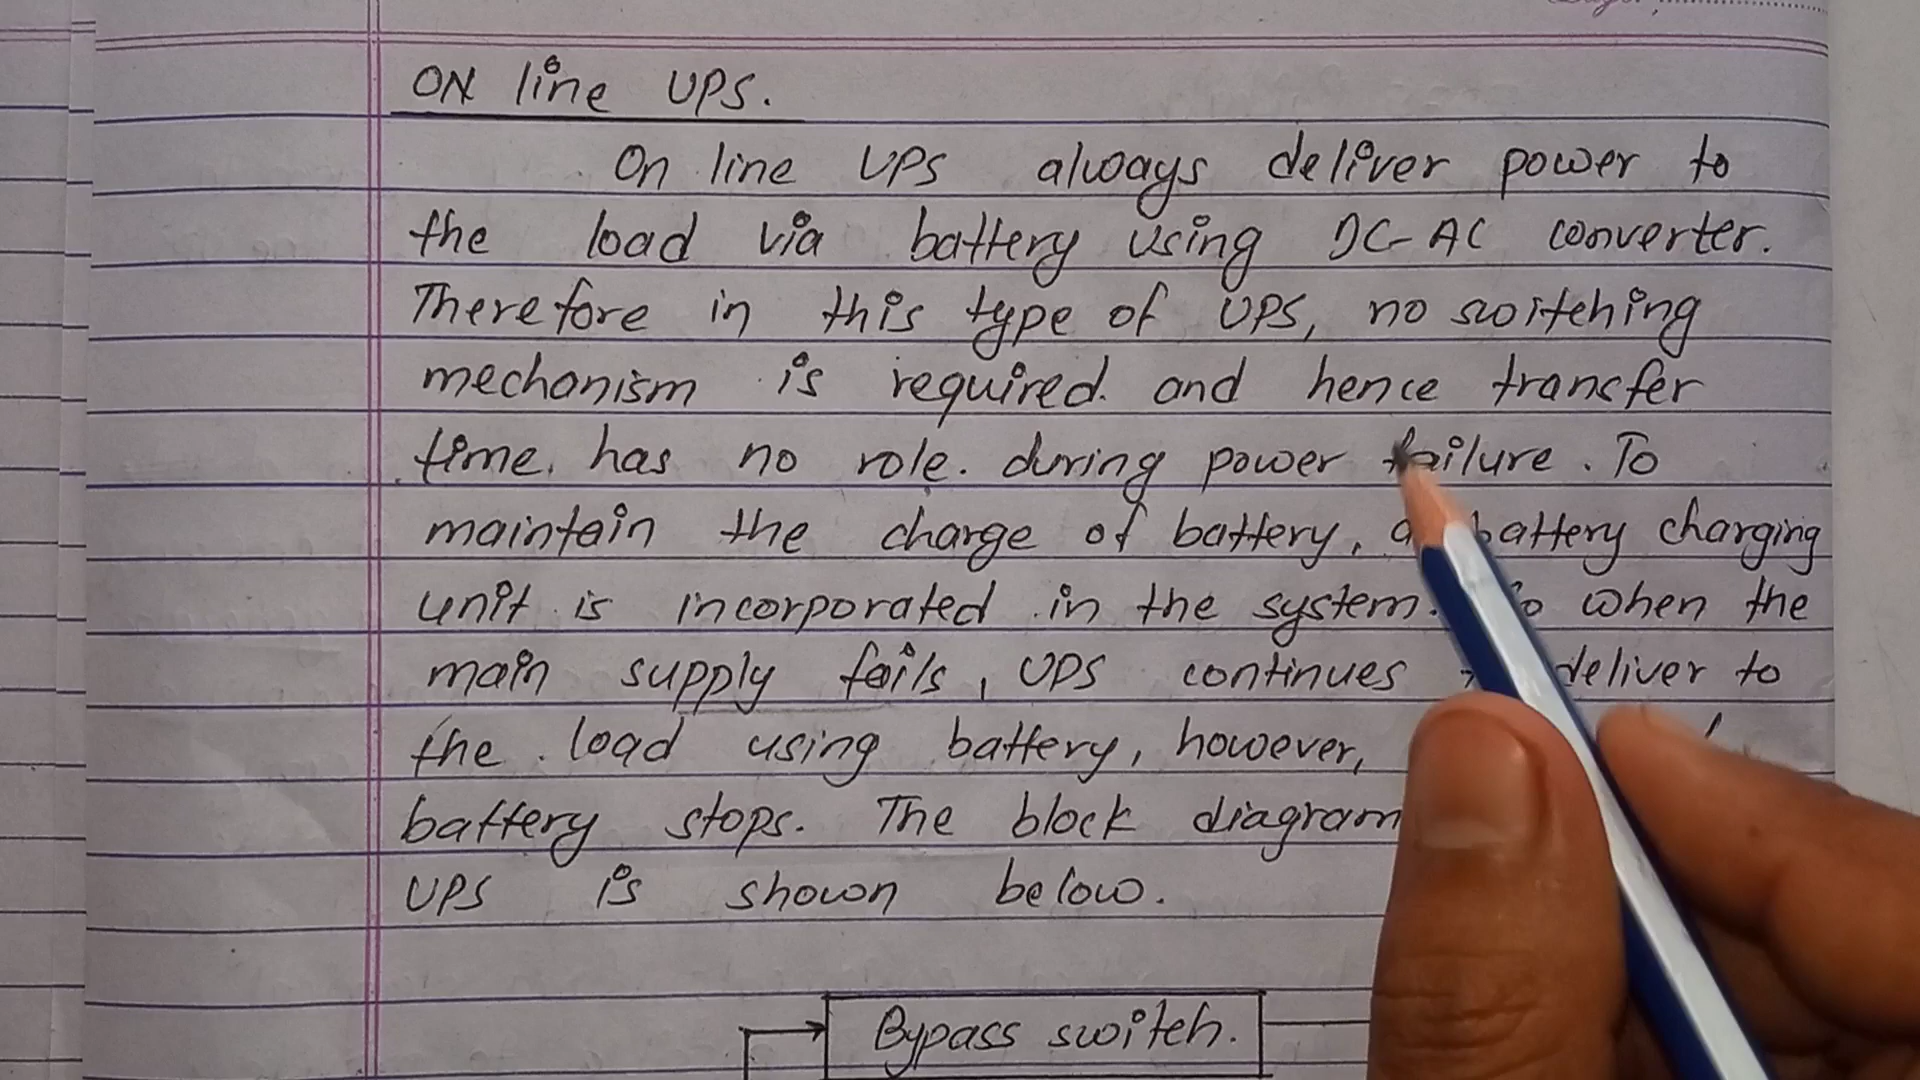 ON line UPS.
On line UPS always deliver power to
the load via battery using DC-AC converter.
Therefore in this type of UPS, no switching
mechanism is required. and hence transfer
time, has no role. during power failure. To
maintain the charge of battery, a battery charging
unit is incorporated in the system. So when the
main supply fails, UPS continues deliver to
the load using battery, however,
battery stops. The block diagram
UPS is shown below.
Bypass switch.